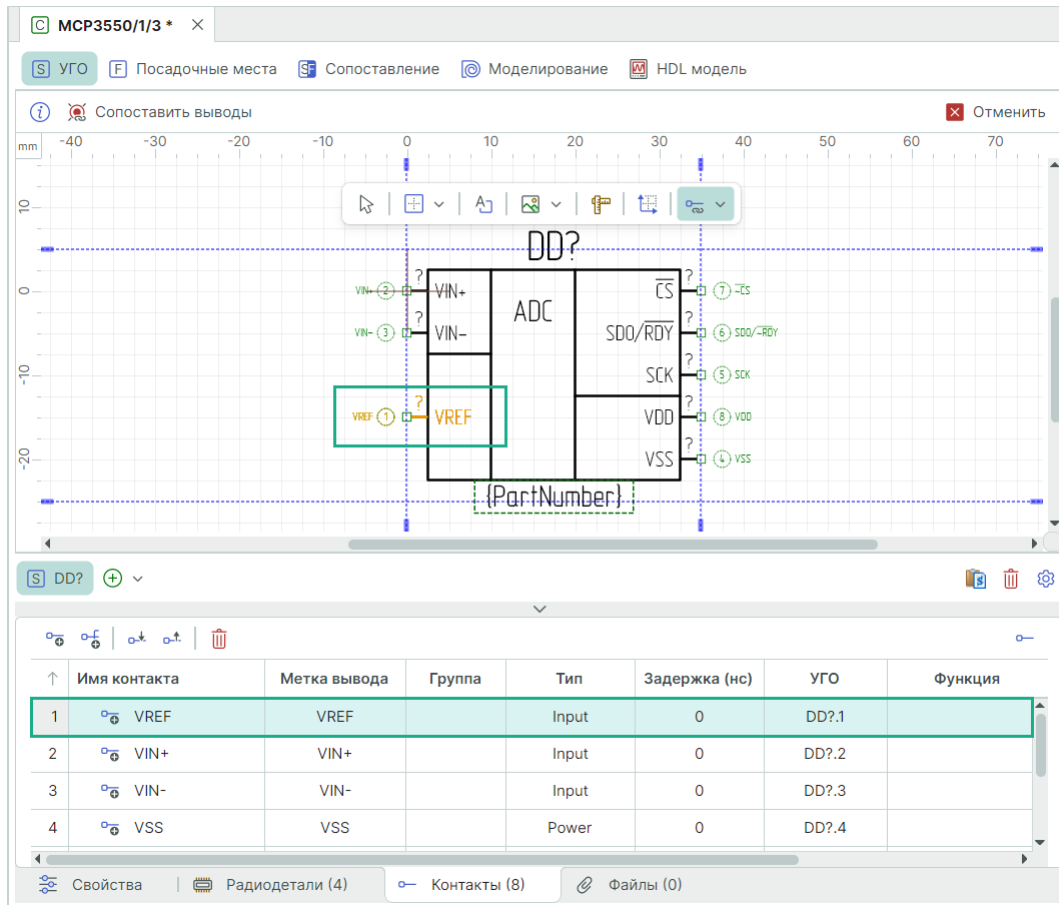 MCP3550/1/3 *
УГО Посадочные места Сопоставление Моделирование HDL модель
Сопоставить выводы Отменить
mm -40 -30 -20 -10 0 10 20 30 40 50 60 70
10
0
-10
-20
DD?
VIN+ 2 ? VIN+ ADC C̅S̅ ? 7 ~CS
VIN- 3 ? VIN- SDO/R̅D̅Y̅ ? 6 SDO/~RDY
SCK ? 5 SCK
VREF 1 ? VREF VDD ? 8 VDD
VSS ? 4 VSS
{PartNumber}
S DD?
Имя контакта Метка вывода Группа Тип Задержка (нс) УГО Функция
1 VREF VREF Input 0 DD?.1
2 VIN+ VIN+ Input 0 DD?.2
3 VIN- VIN- Input 0 DD?.3
4 VSS VSS Power 0 DD?.4
Свойства Радиодетали (4) Контакты (8) Файлы (0)